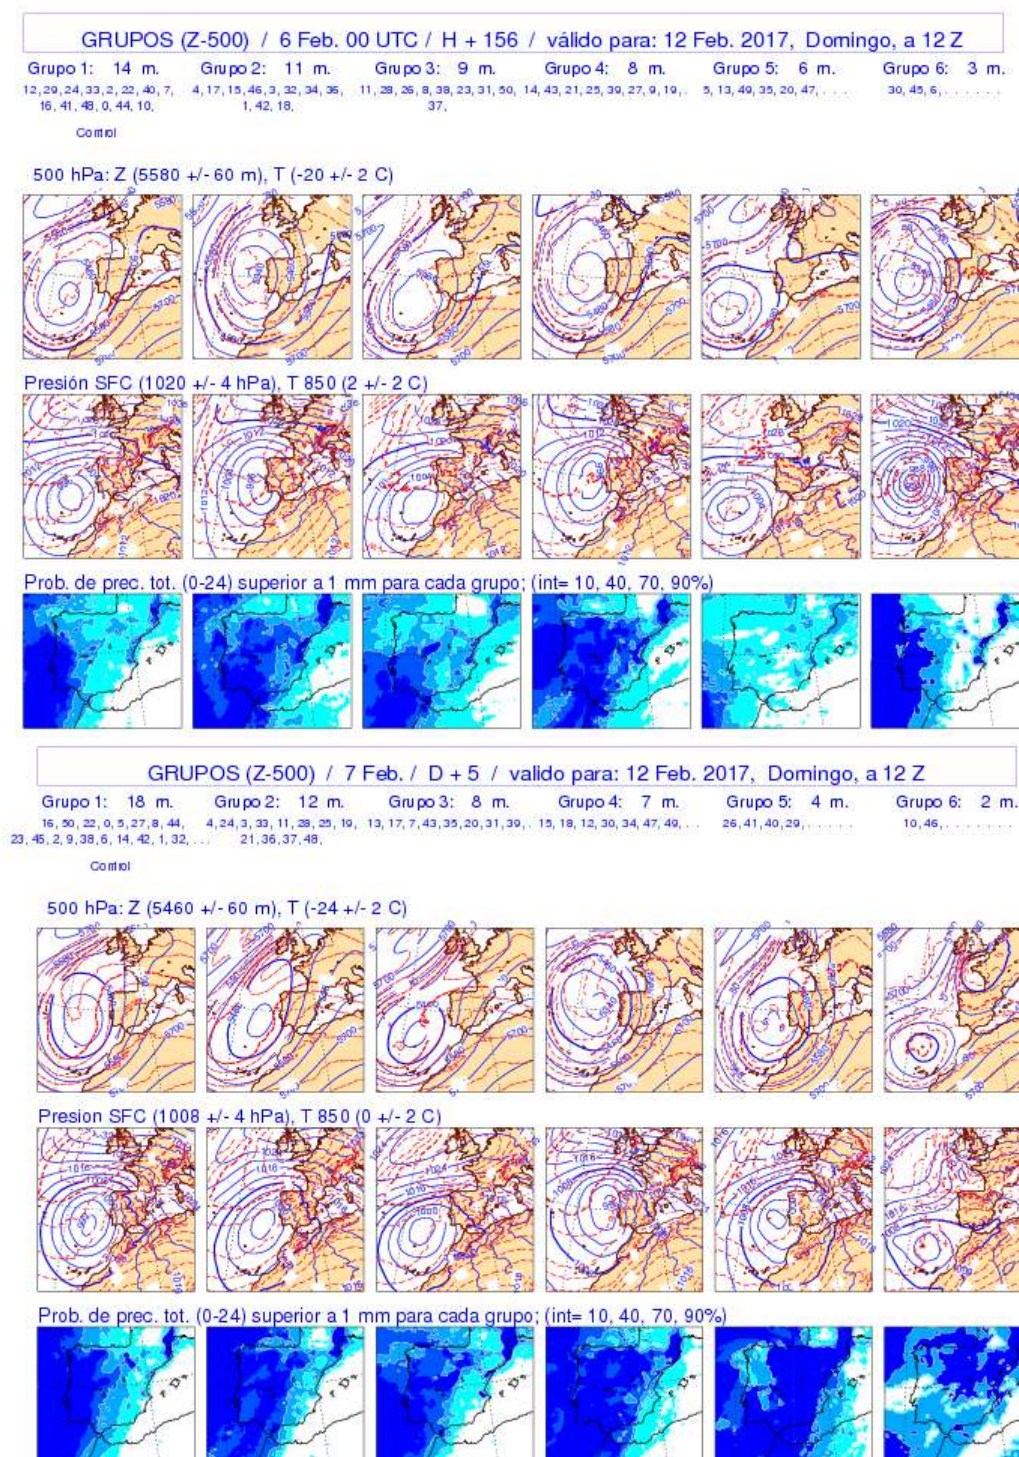 GRUPOS (Z-500) / 6 Feb. 00 UTC / H + 156 / válido para: 12 Feb. 2017, Domingo, a 12 Z
Grupo 1: 14 m. Grupo 2: 11 m. Grupo 3: 9 m. Grupo 4: 8 m. Grupo 5: 6 m. Grupo 6: 3 m.
12, 29, 24, 33, 2, 22, 40, 7, 4, 17, 15, 46, 3, 32, 34, 36, 11, 28, 26, 8, 38, 23, 31, 50, 14, 43, 21, 25, 39, 27, 9, 19, . 5, 13, 49, 35, 20, 47, . . . . 30, 45, 6, . . . . . . .
16, 41, 48, 0, 44, 10, 1, 42, 18, 37,
Control
500 hPa: Z (5580 +/- 60 m), T (-20 +/- 2 C)
Presión SFC (1020 +/- 4 hPa), T 850 (2 +/- 2 C)
Prob. de prec. tot. (0-24) superior a 1 mm para cada grupo; (int= 10, 40, 70, 90%)
GRUPOS (Z-500) / 7 Feb. / D + 5 / valido para: 12 Feb. 2017, Domingo, a 12 Z
Grupo 1: 18 m. Grupo 2: 12 m. Grupo 3: 8 m. Grupo 4: 7 m. Grupo 5: 4 m. Grupo 6: 2 m.
16, 50, 22, 0, 5, 27, 8, 44, 4, 24, 3, 33, 11, 28, 25, 19, 13, 17, 7, 43, 35, 20, 31, 39, . 15, 18, 12, 30, 34, 47, 49, . . 26, 41, 40, 29, . . . . . 10, 46, . . . . . . . .
23, 45, 2, 9, 38, 6, 14, 42, 1, 32, . . . 21, 36, 37, 48,
Control
500 hPa: Z (5460 +/- 60 m), T (-24 +/- 2 C)
Presion SFC (1008 +/- 4 hPa), T 850 (0 +/- 2 C)
Prob. de prec. tot. (0-24) superior a 1 mm para cada grupo; (int= 10, 40, 70, 90%)